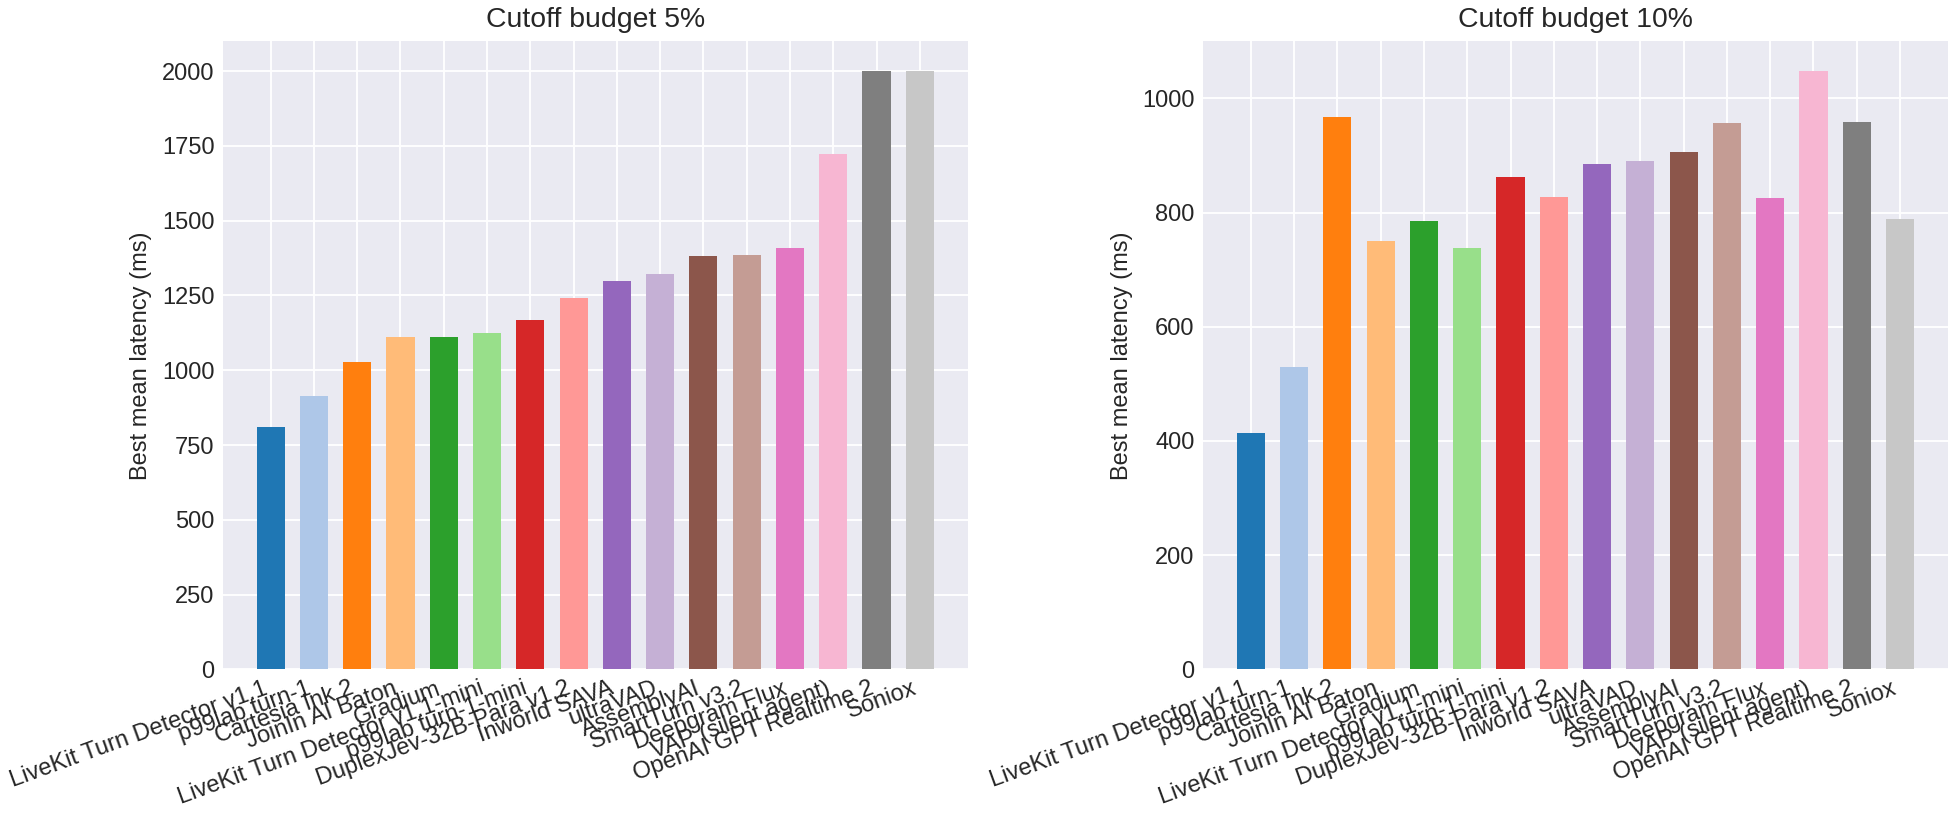 Cutoff budget 5%
Best mean latency (ms)
2000
1750
1500
1250
1000
750
500
250
0
LiveKit Turn Detector v1.1
p99lab turn-1
Cartesia Ink 2
JoinIn AI Baton
Gradium
LiveKit Turn Detector v1.1-mini
p99lab turn-1-mini
DuplexJev-32B-Para v1.2
Inworld SAVA
ultraVAD
AssemblyAI
SmartTurn v3.2
Deepgram Flux
VAP (silent agent)
OpenAI GPT Realtime 2
Soniox
Cutoff budget 10%
Best mean latency (ms)
1000
800
600
400
200
0
LiveKit Turn Detector v1.1
p99lab turn-1
Cartesia Ink 2
JoinIn AI Baton
Gradium
LiveKit Turn Detector v1.1-mini
p99lab turn-1-mini
DuplexJev-32B-Para v1.2
Inworld SAVA
ultraVAD
AssemblyAI
SmartTurn v3.2
Deepgram Flux
VAP (silent agent)
OpenAI GPT Realtime 2
Soniox